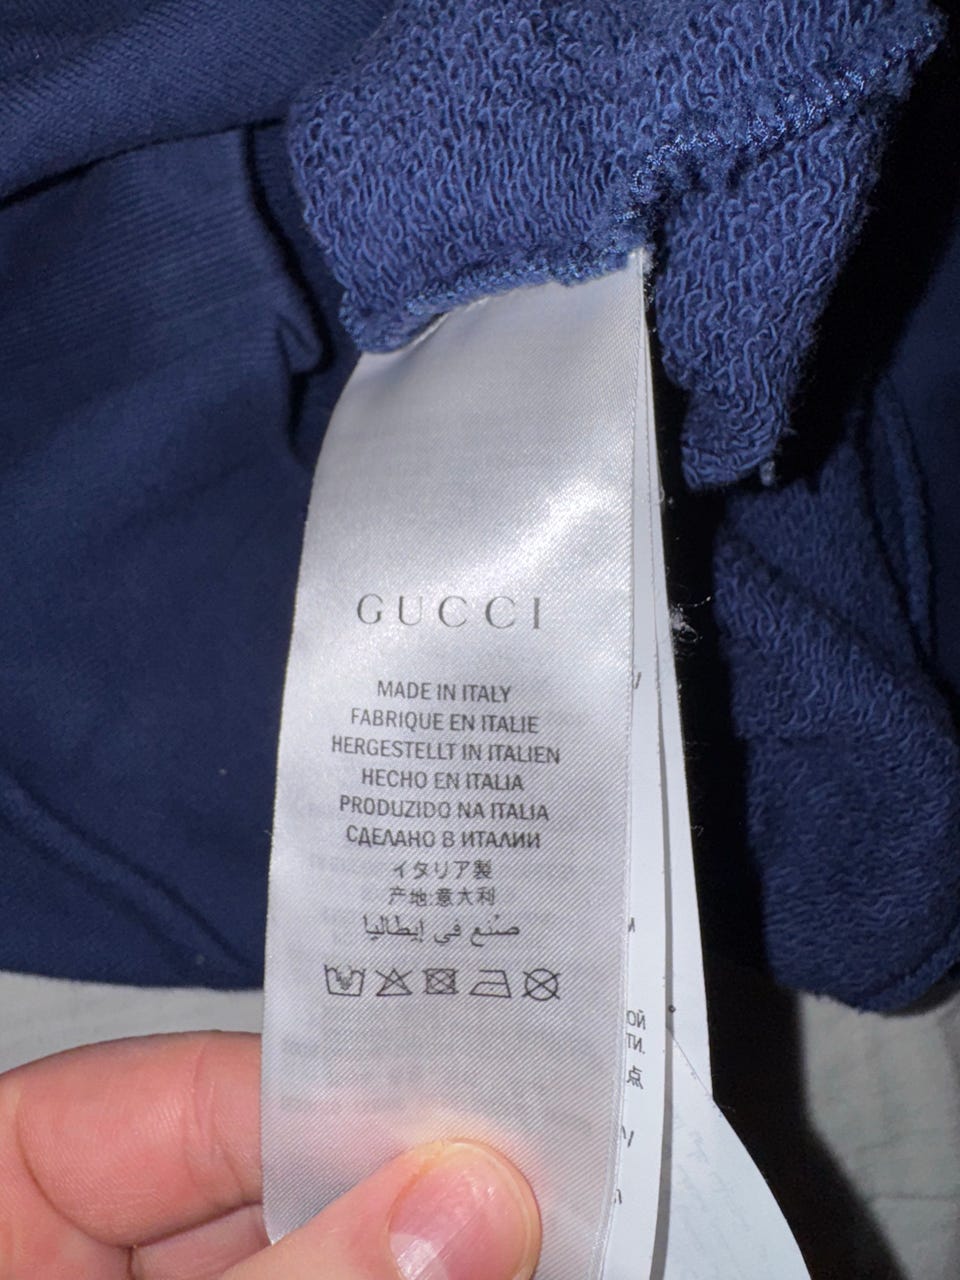 GUCCI
MADE IN ITALY
FABRIQUE EN ITALIE
HERGESTELLT IN ITALIEN
HECHO EN ITALIA
PRODUZIDO NA ITALIA
СДЕЛАНО В ИТАЛИИ
イタリア製
产地:意大利
صنع في إيطاليا